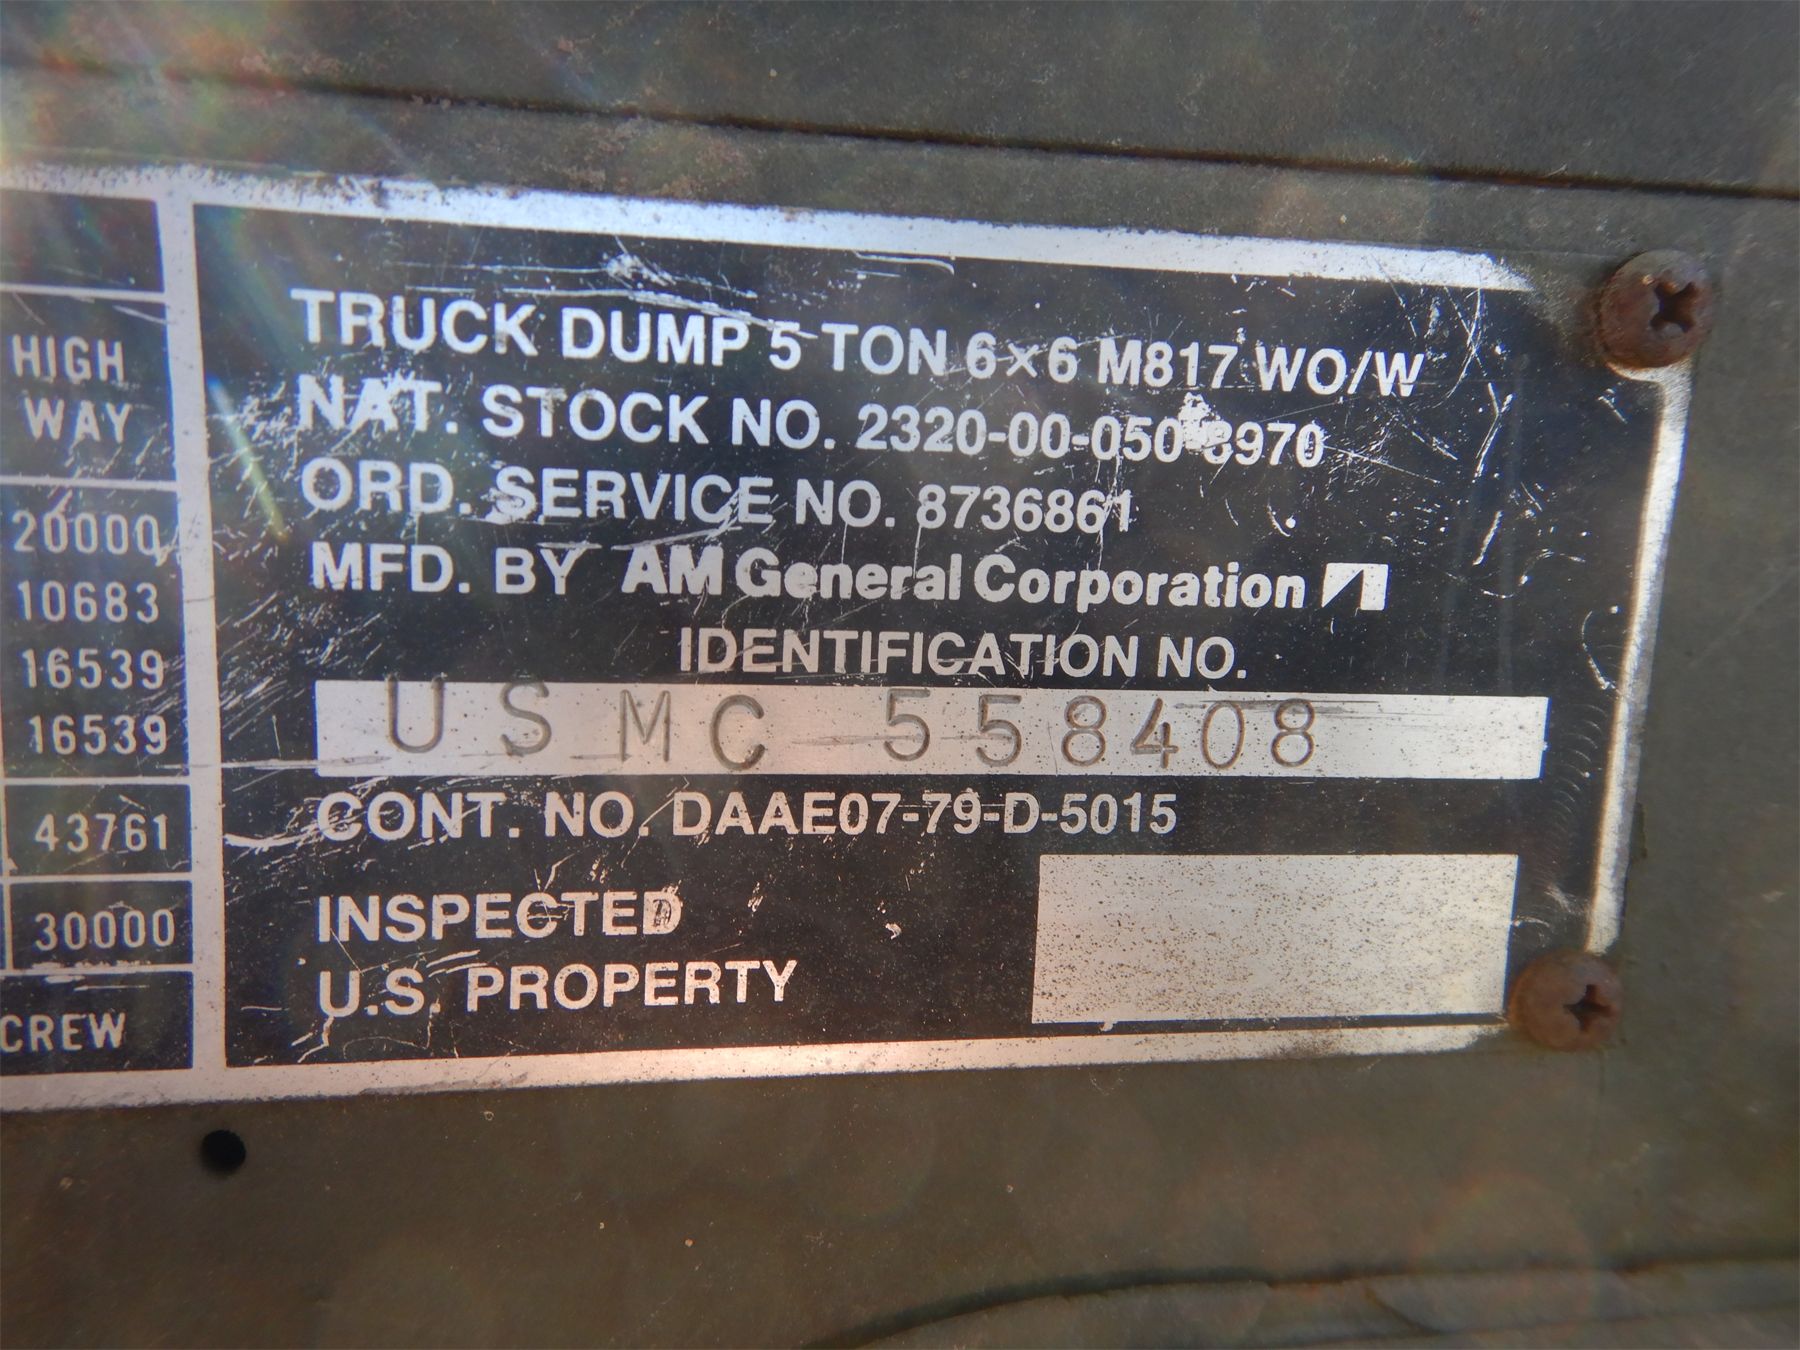 HIGH
WAY
20000
10683
16539
16539
43761
30000
CREW
TRUCK DUMP 5 TON 6×6 M817 WO/W
NAT. STOCK NO. 2320-00-050-8970
ORD. SERVICE NO. 8736861
MFD. BY AM General Corporation
IDENTIFICATION NO.
USMC 558408
CONT. NO. DAAE07-79-D-5015
INSPECTED
U.S. PROPERTY